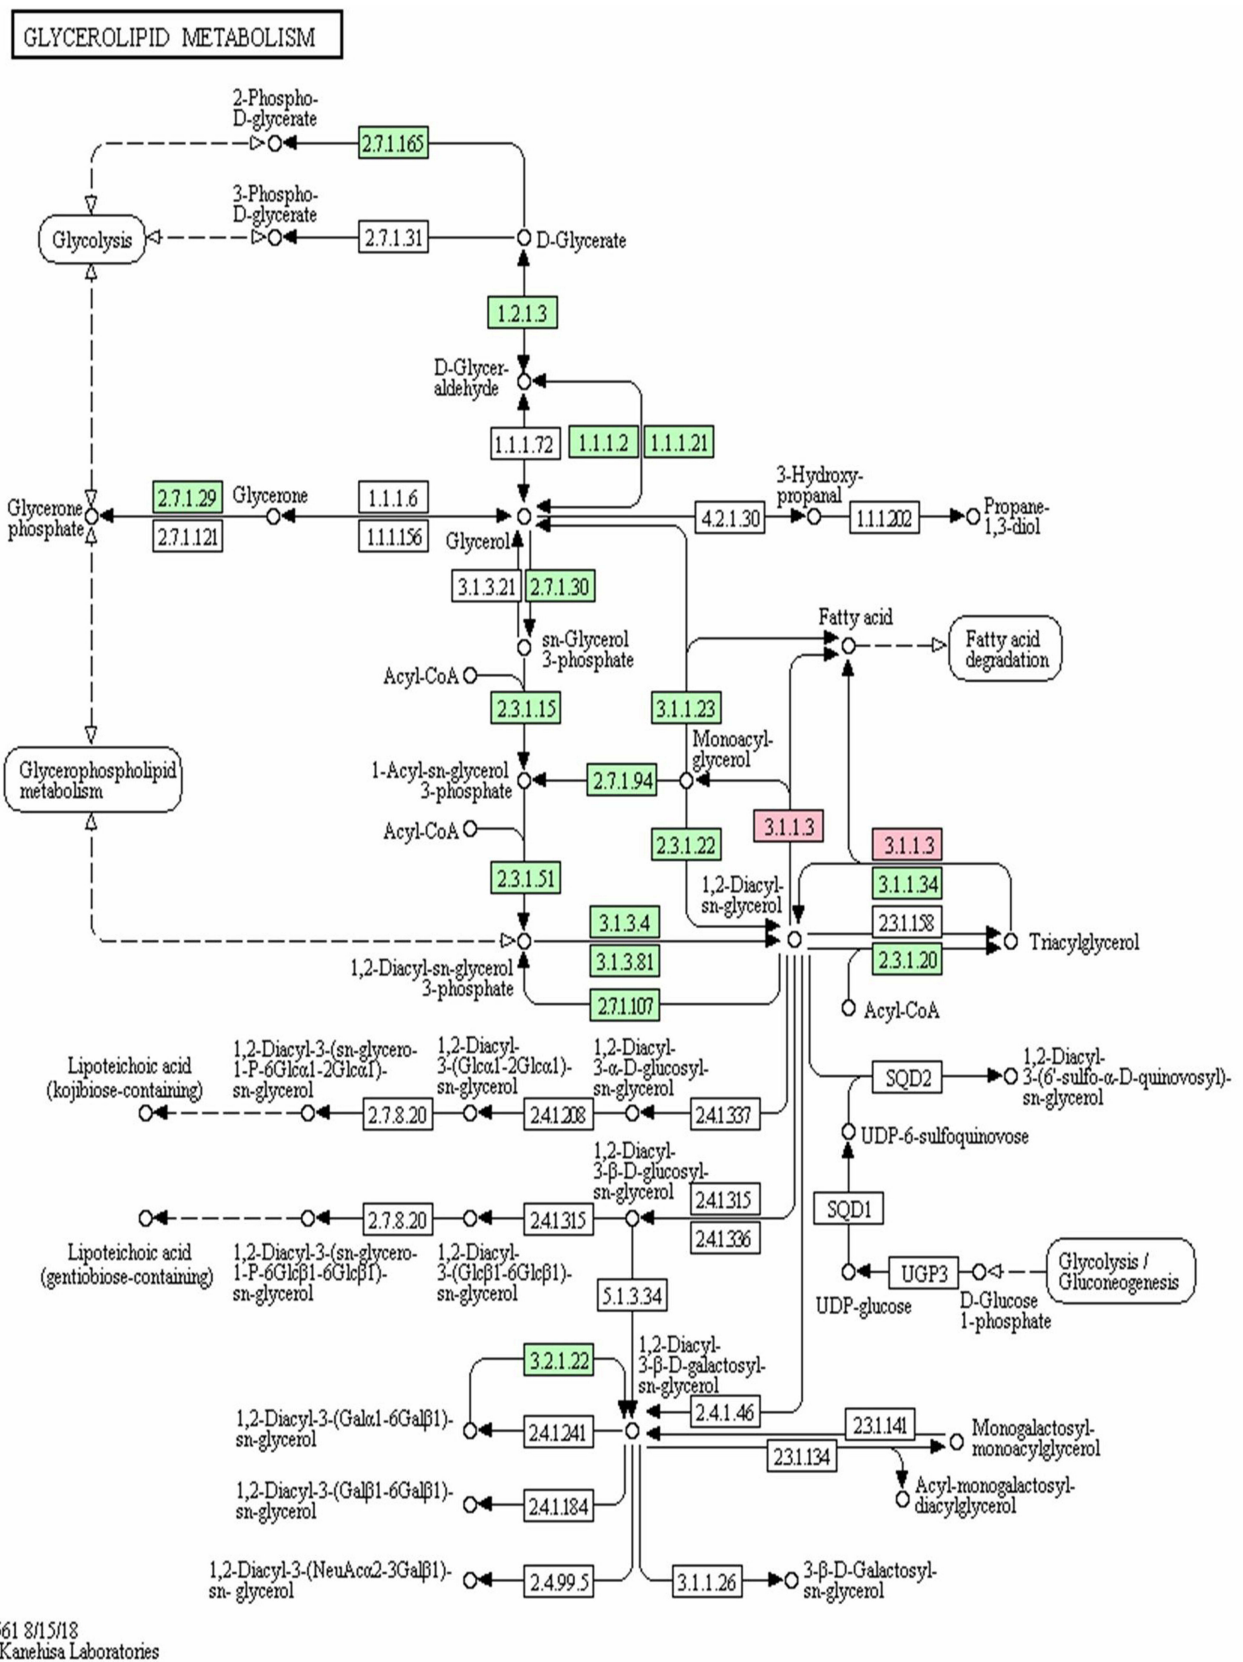 GLYCEROLIPID METABOLISM
2-Phospho-
D-glycerate
2.7.1.165
3-Phospho-
D-glycerate
Glycolysis
2.7.1.31
D-Glycerate
1.2.1.3
D-Glycer-
aldehyde
1.1.1.72
1.1.1.2
1.1.1.21
3-Hydroxy-
propanal
Glycerone
phosphate
2.7.1.29
2.7.1.121
Glycerone
1.1.1.6
1.1.1.156
Glycerol
4.2.1.30
1.1.1.202
Propane-
1,3-diol
3.1.3.21
2.7.1.30
sn-Glycerol
3-phosphate
Fatty acid
Fatty acid
degradation
Acyl-CoA
2.3.1.15
3.1.1.23
Monoacyl-
glycerol
Glycerophospholipid
metabolism
1-Acyl-sn-glycerol
3-phosphate
2.7.1.94
Acyl-CoA
2.3.1.22
3.1.1.3
3.1.1.3
2.3.1.51
3.1.1.34
1,2-Diacyl-
sn-glycerol
3.1.3.4
2.3.1.158
Triacylglycerol
3.1.3.81
2.3.1.20
1,2-Diacyl-sn-glycerol
3-phosphate
2.7.1.107
Acyl-CoA
Lipoteichoic acid
(kojibiose-containing)
1,2-Diacyl-3-(sn-glycero-
1-P-6Glcα1-2Glcα1)-
sn-glycerol
1,2-Diacyl-
3-(Glcα1-2Glcα1)-
sn-glycerol
1,2-Diacyl-
3-α-D-glucosyl-
sn-glycerol
SQD2
1,2-Diacyl-
3-(6'-sulfo-α-D-quinovosyl)-
sn-glycerol
2.7.8.20
2.4.1.208
2.4.1.337
UDP-6-sulfoquinovose
1,2-Diacyl-
3-β-D-glucosyl-
sn-glycerol
2.4.1.315
SQD1
2.7.8.20
2.4.1.315
2.4.1.336
Lipoteichoic acid
(gentiobiose-containing)
1,2-Diacyl-3-(sn-glycero-
1-P-6Glcβ1-6Glcβ1)-
sn-glycerol
1,2-Diacyl-
3-(Glcβ1-6Glcβ1)-
sn-glycerol
5.1.3.34
UDP-glucose
UGP3
D-Glucose
1-phosphate
Glycolysis /
Gluconeogenesis
3.2.1.22
1,2-Diacyl-
3-β-D-galactosyl-
sn-glycerol
2.4.1.46
1,2-Diacyl-3-(Galα1-6Galβ1)-
sn-glycerol
2.4.1.241
2.3.1.141
2.3.1.134
Monogalactosyl-
monoacylglycerol
1,2-Diacyl-3-(Galβ1-6Galβ1)-
sn-glycerol
2.4.1.184
Acyl-monogalactosyl-
diacylglycerol
1,2-Diacyl-3-(NeuAcα2-3Galβ1)-
sn- glycerol
2.4.99.5
3.1.1.26
3-β-D-Galactosyl-
sn-glycerol
561 8/15/18
Kanehisa Laboratories